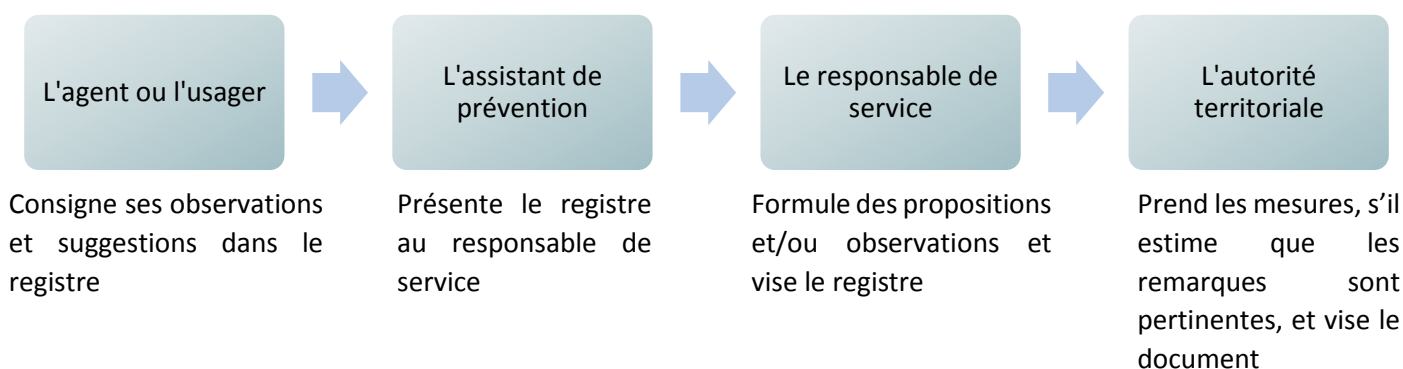 L'agent ou l'usager
L'assistant de
prévention
Le responsable de
service
L'autorité
territoriale
Consigne ses observations
et suggestions dans le
registre
Présente le registre
au responsable de
service
Formule des propositions
et/ou observations et
vise le registre
Prend les mesures, s’il
estime que les
remarques sont
pertinentes, et vise le
document